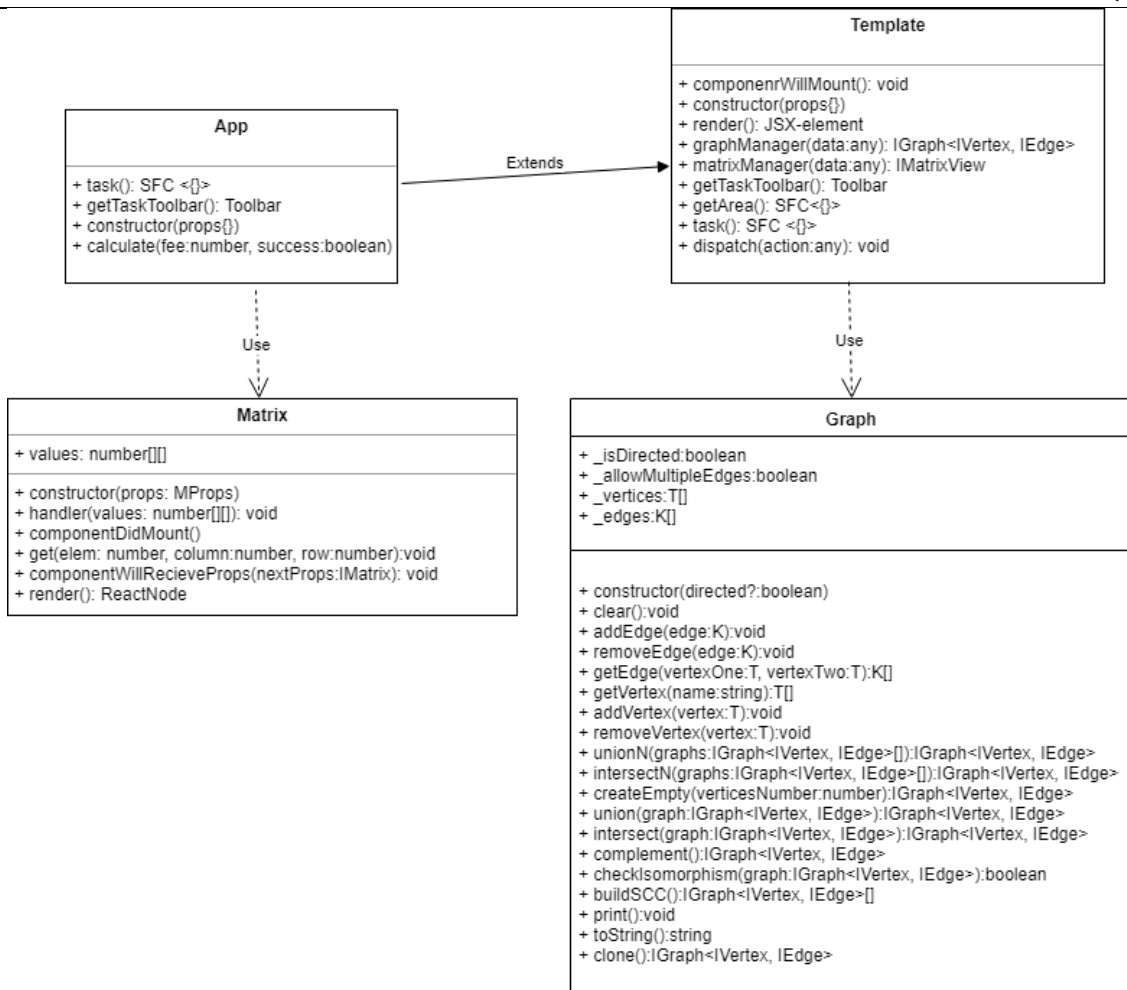 Template
+ componenrWillMount(): void
+ constructor(props{})
+ render(): JSX-element
+ graphManager(data:any): IGraph<IVertex, IEdge>
+ matrixManager(data:any): IMatrixView
+ getTaskToolbar(): Toolbar
+ getArea(): SFC<{}>
+ task(): SFC <{}>
+ dispatch(action:any): void
App
+ task(): SFC <{}>
+ getTaskToolbar(): Toolbar
+ constructor(props{})
+ calculate(fee:number, success:boolean)
Extends
Use
Use
Matrix
+ values: number[][]
+ constructor(props: MProps)
+ handler(values: number[][]): void
+ componentDidMount()
+ get(elem: number, column:number, row:number):void
+ componentWillRecieveProps(nextProps:IMatrix): void
+ render(): ReactNode
Graph
+ _isDirected:boolean
+ _allowMultipleEdges:boolean
+ _vertices:T[]
+ _edges:K[]
+ constructor(directed?:boolean)
+ clear():void
+ addEdge(edge:K):void
+ removeEdge(edge:K):void
+ getEdge(vertexOne:T, vertexTwo:T):K[]
+ getVertex(name:string):T[]
+ addVertex(vertex:T):void
+ removeVertex(vertex:T):void
+ unionN(graphs:IGraph<IVertex, IEdge>[]):IGraph<IVertex, IEdge>
+ intersectN(graphs:IGraph<IVertex, IEdge>[]):IGraph<IVertex, IEdge>
+ createEmpty(verticesNumber:number):IGraph<IVertex, IEdge>
+ union(graph:IGraph<IVertex, IEdge>):IGraph<IVertex, IEdge>
+ intersect(graph:IGraph<IVertex, IEdge>):IGraph<IVertex, IEdge>
+ complement():IGraph<IVertex, IEdge>
+ checkIsomorphism(graph:IGraph<IVertex, IEdge>):boolean
+ buildSCC():IGraph<IVertex, IEdge>[]
+ print():void
+ toString():string
+ clone():IGraph<IVertex, IEdge>